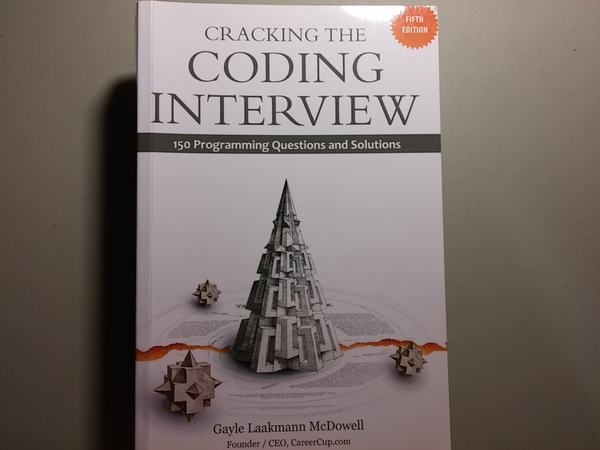 FIFTH
EDITION
CRACKING THE
CODING
INTERVIEW
150 Programming Questions and Solutions
Gayle Laakmann McDowell
Founder / CEO, CareerCup.com